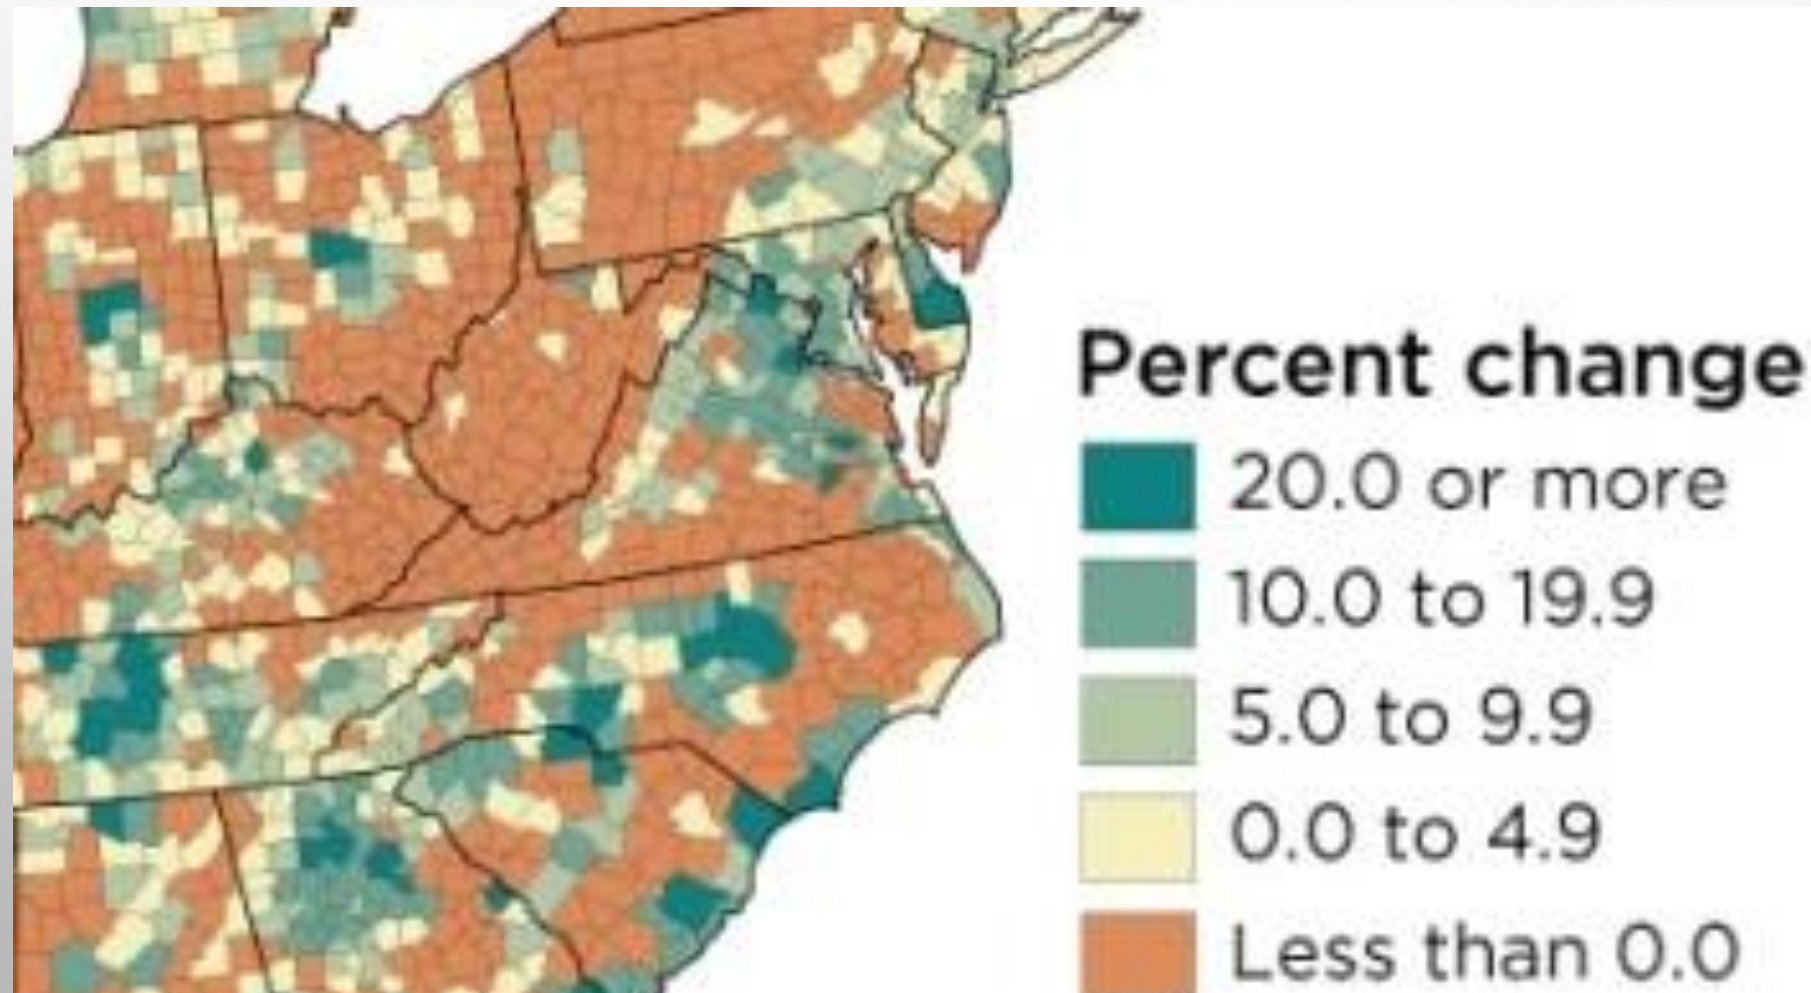 Percent change
20.0 or more
10.0 to 19.9
5.0 to 9.9
0.0 to 4.9
Less than 0.0